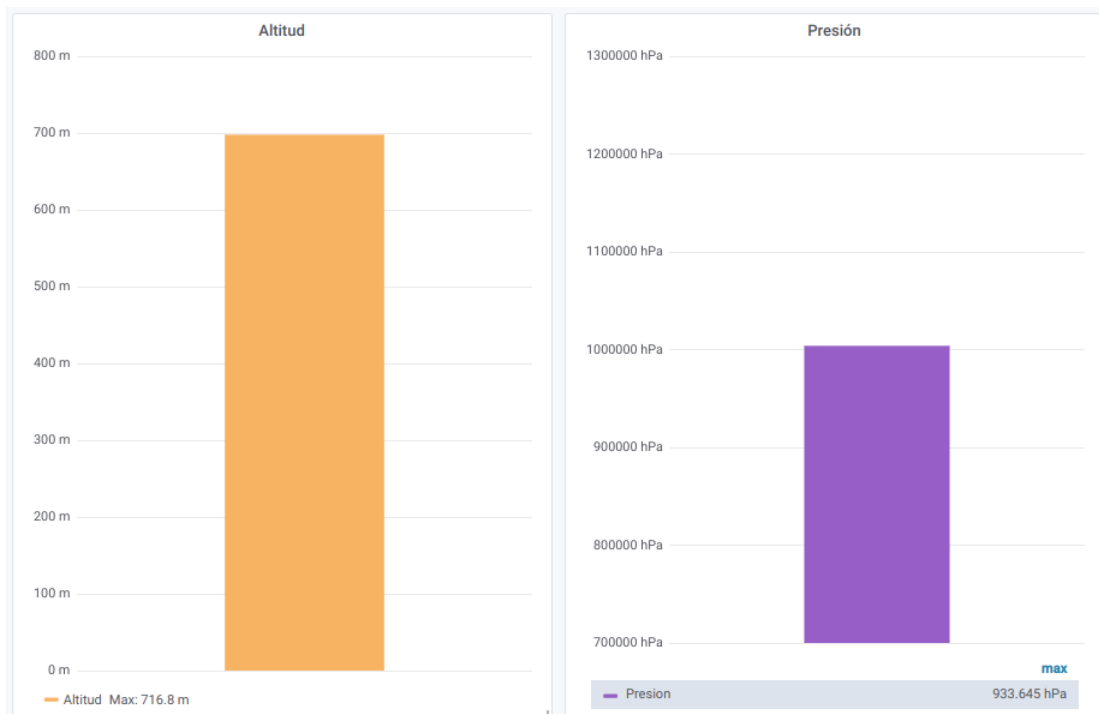 Altitud
800 m
700 m
600 m
500 m
400 m
300 m
200 m
100 m
0 m
Altitud Max: 716.8 m
Presión
1300000 hPa
1200000 hPa
1100000 hPa
1000000 hPa
900000 hPa
800000 hPa
700000 hPa
max
Presion 933.645 hPa